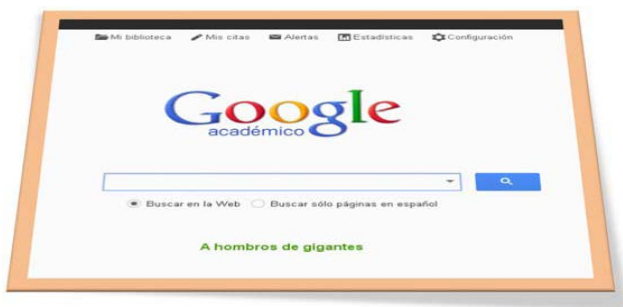 Mi biblioteca Mis citas Alertas Estadísticas Configuración
Google
académico
Buscar en la Web Buscar sólo páginas en español
A hombros de gigantes